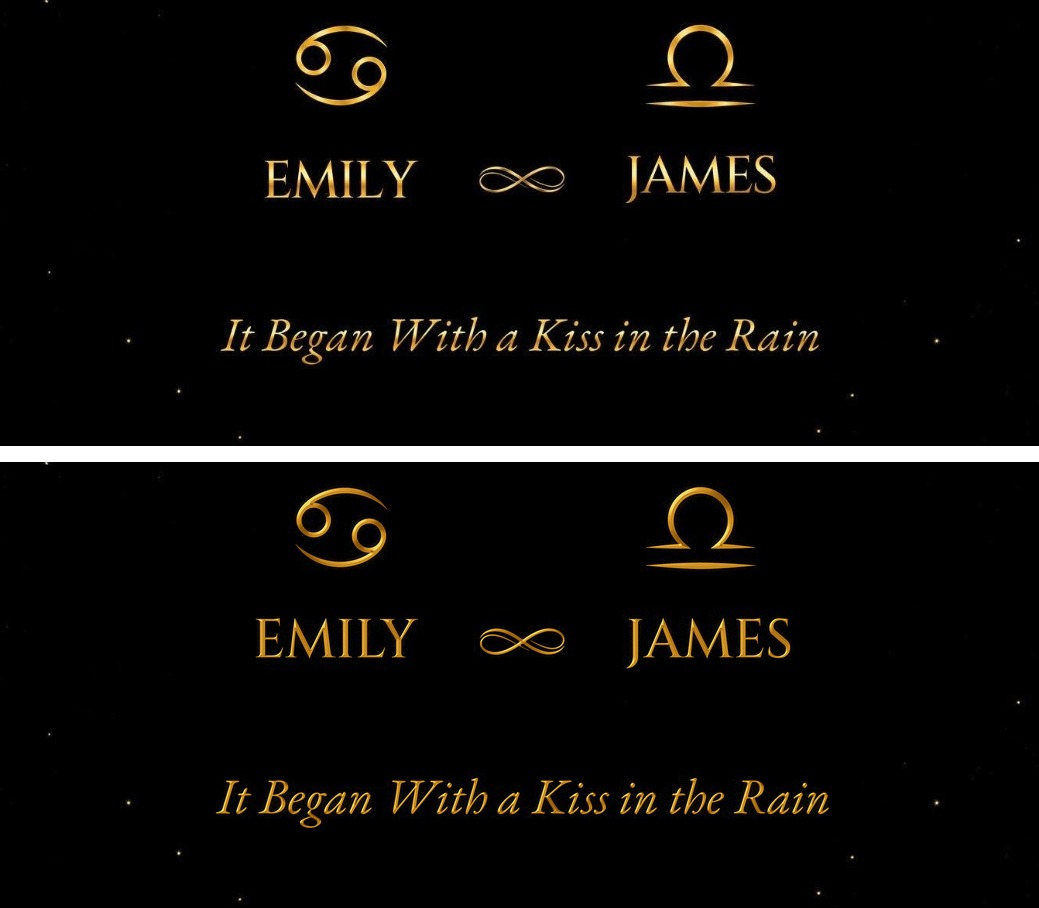 ♋ ♎
EMILY ∞ JAMES
It Began With a Kiss in the Rain
♋ ♎
EMILY ∞ JAMES
It Began With a Kiss in the Rain